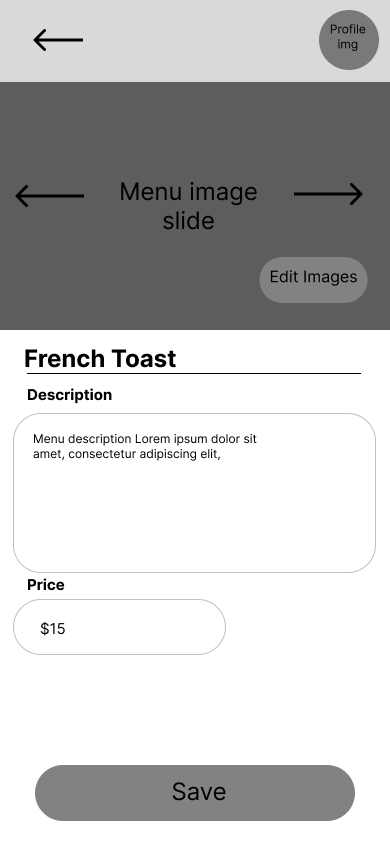 Profile
img
Menu image
slide
Edit Images
French Toast
Description
Menu description Lorem ipsum dolor sit
amet, consectetur adipiscing elit,
Price
$15
Save